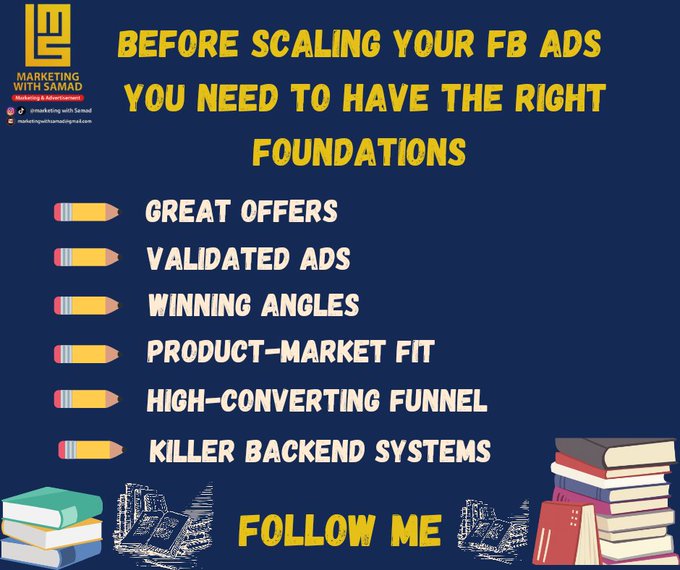 MARKETING
WITH SAMAD
Marketing & Advertisement
@marketing with Samad
marketingwithsamad@gmail.com
BEFORE SCALING YOUR FB ADS
YOU NEED TO HAVE THE RIGHT
FOUNDATIONS
GREAT OFFERS
VALIDATED ADS
WINNING ANGLES
PRODUCT-MARKET FIT
HIGH-CONVERTING FUNNEL
KILLER BACKEND SYSTEMS
FOLLOW ME